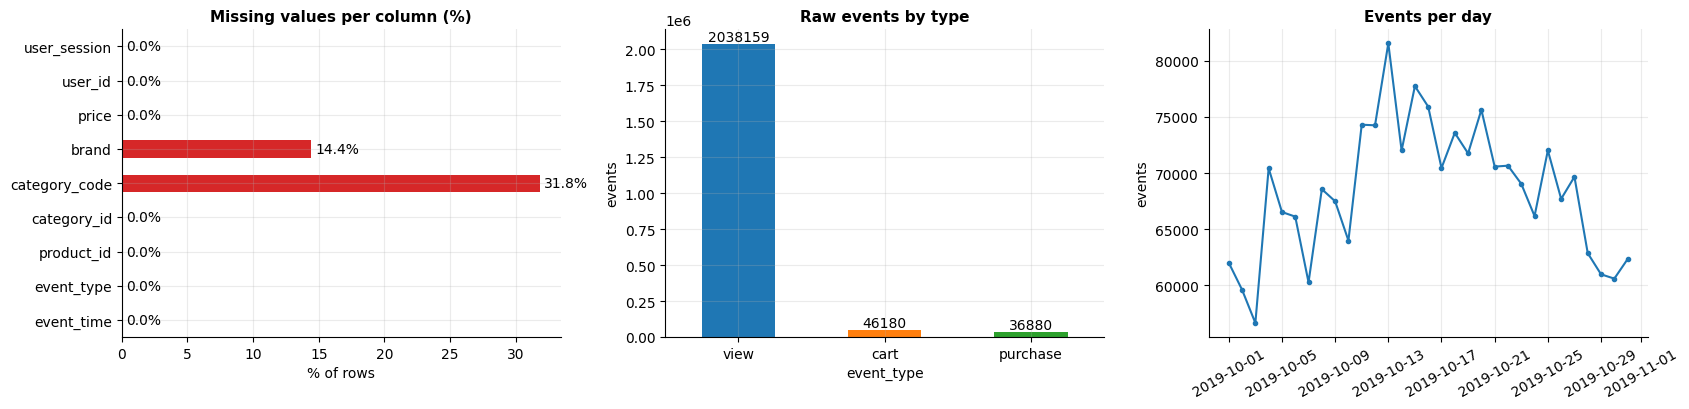 Missing values per column (%)
user_session
0.0%
user_id
0.0%
price
0.0%
brand
14.4%
category_code
31.8%
category_id
0.0%
product_id
0.0%
event_type
0.0%
event_time
0.0%
0 5 10 15 20 25 30
% of rows
Raw events by type
1e6
2.00
1.75
1.50
1.25
1.00
0.75
0.50
0.25
0.00
events
2038159
46180
36880
view cart purchase
event_type
Events per day
80000
75000
70000
65000
60000
events
2019-10-01
2019-10-05
2019-10-09
2019-10-13
2019-10-17
2019-10-21
2019-10-25
2019-10-29
2019-11-01